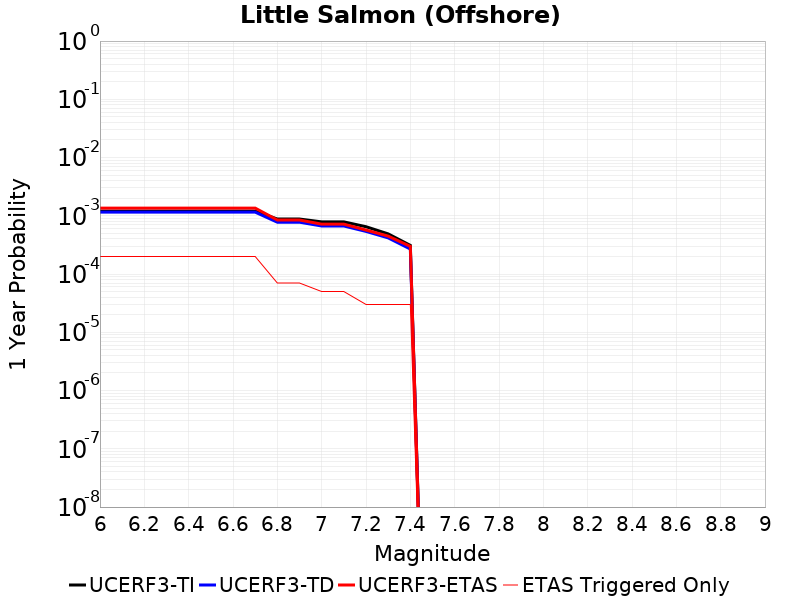 Little Salmon (Offshore)
1 Year Probability
10^0
10^-1
10^-2
10^-3
10^-4
10^-5
10^-6
10^-7
10^-8
6 6.2 6.4 6.6 6.8 7 7.2 7.4 7.6 7.8 8 8.2 8.4 8.6 8.8 9
Magnitude
UCERF3-TI UCERF3-TD UCERF3-ETAS ETAS Triggered Only